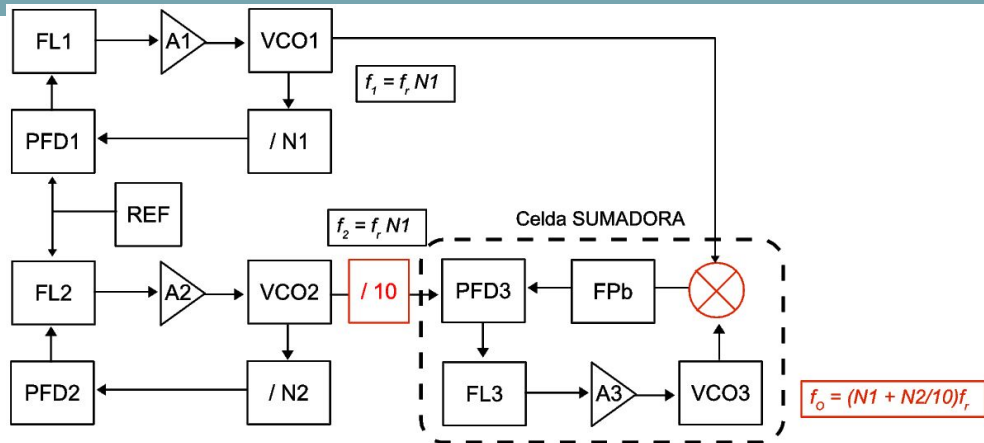 FL1
A1
VCO1
f₁ = fᵣ N1
PFD1
/ N1
REF
Celda SUMADORA
f₂ = fᵣ N1
FL2
A2
VCO2
/ 10
PFD3
FPb
PFD2
/ N2
FL3
A3
VCO3
fₒ = (N1 + N2/10)fᵣ